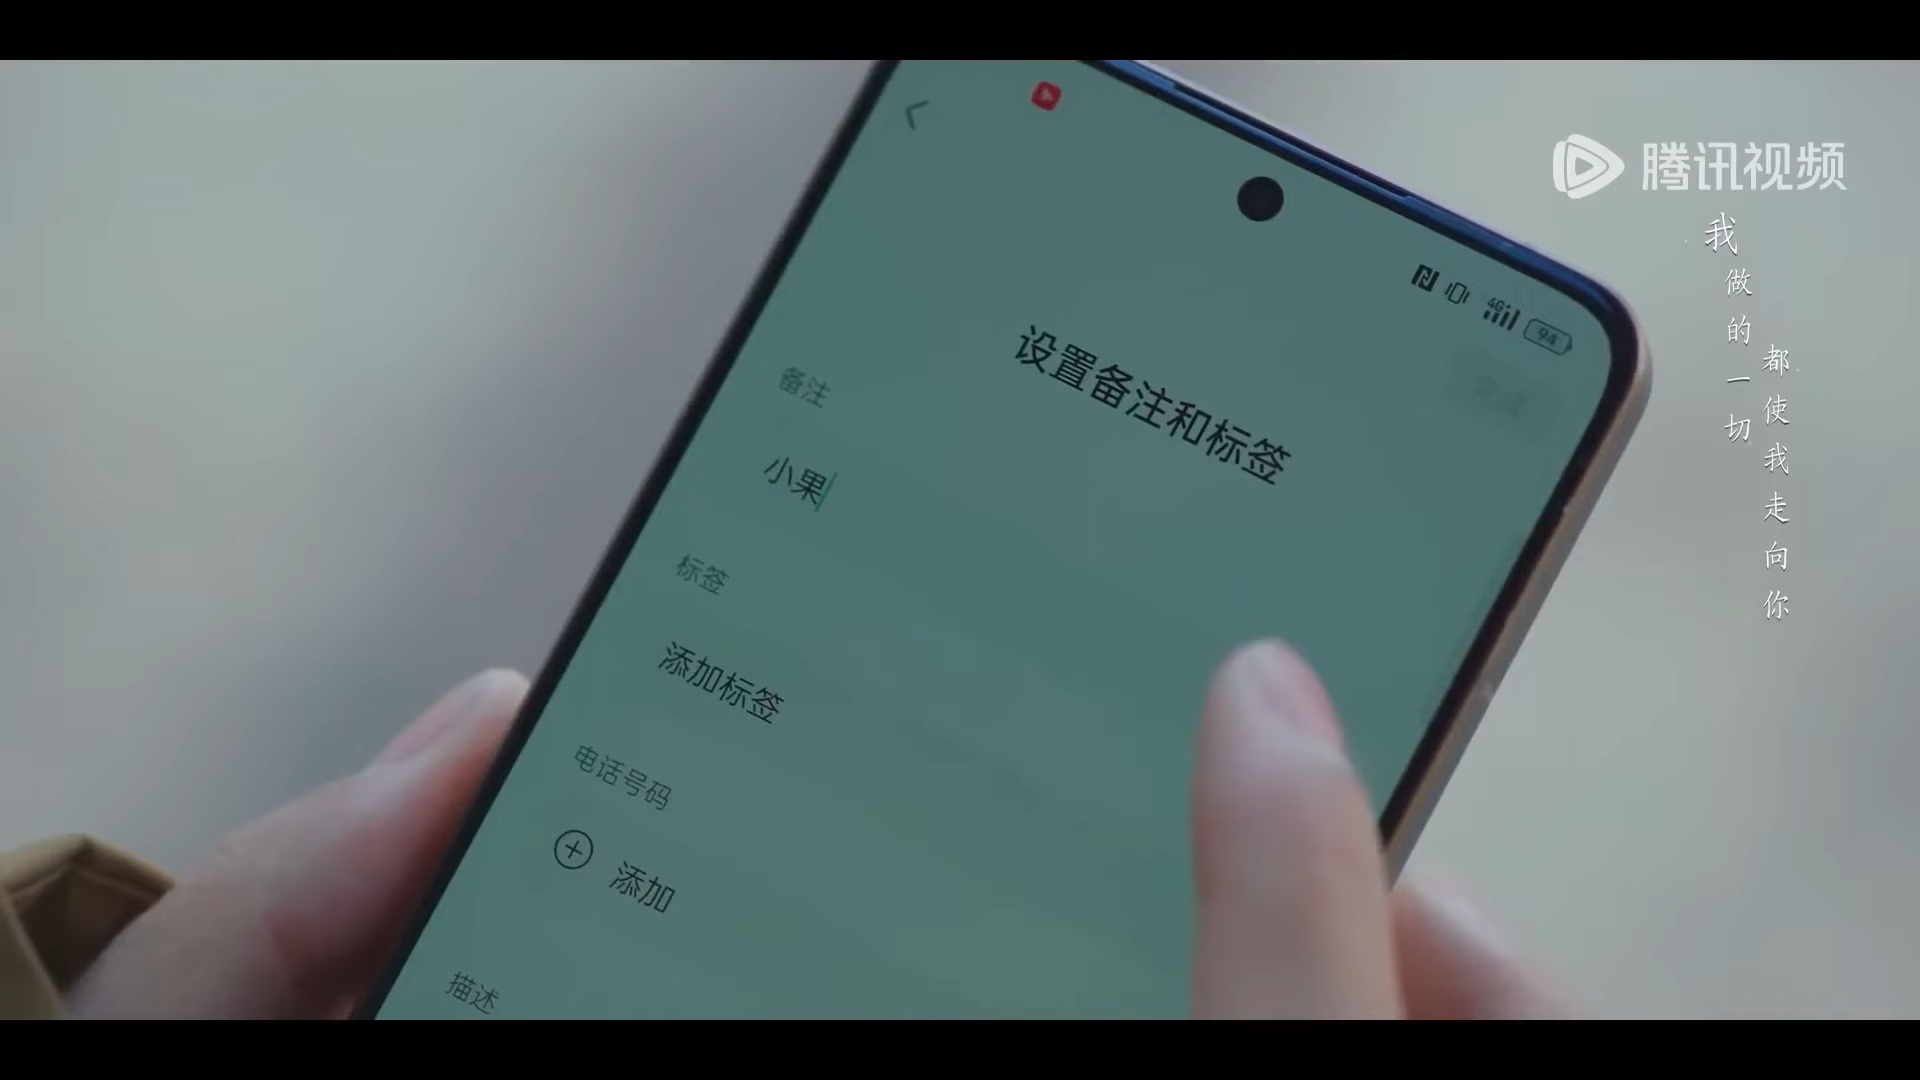 腾讯视频
我做的一切
都使我走向你
4G 94
设置备注和标签
备注
小果
标签
添加标签
电话号码
添加
描述